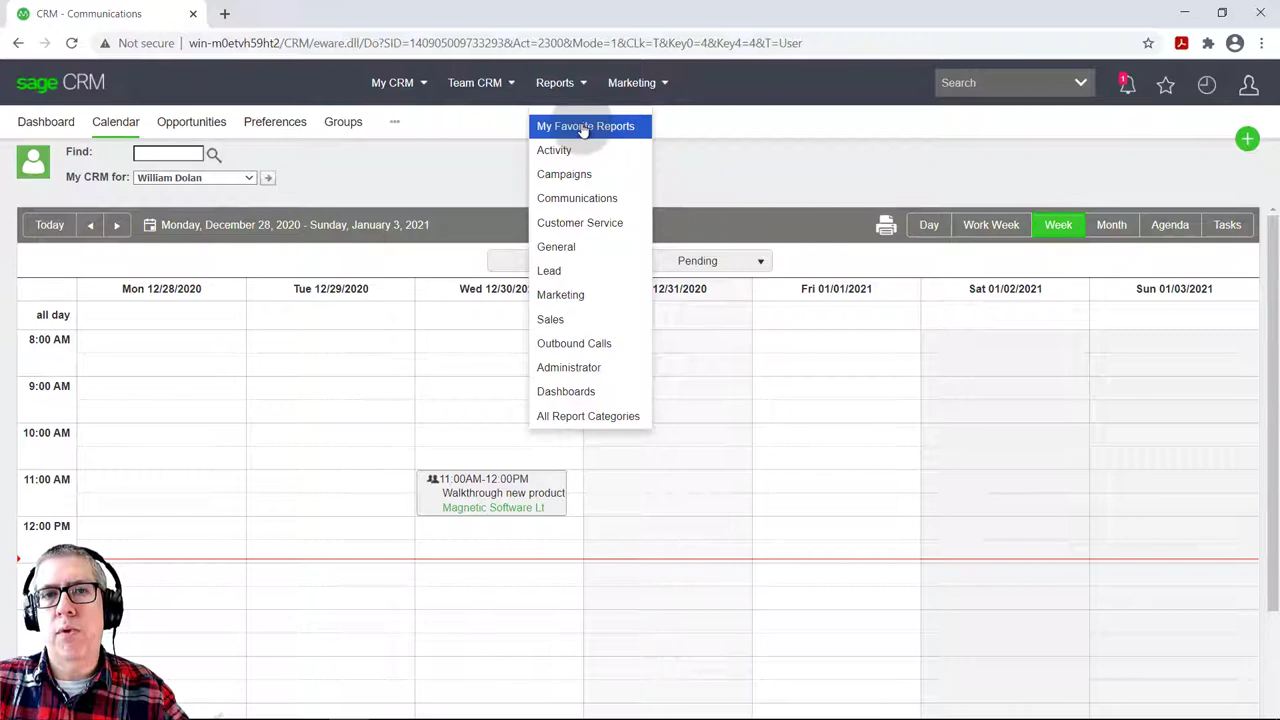 CRM - Communications
Not secure win-m0etvh59ht2/CRM/eware.dll/Do?SID=140905009733293&Act=2300&Mode=1&CLk=T&Key0=4&Key4=4&T=User
sage CRM
My CRM
Team CRM
Reports
Marketing
Search
1
Dashboard
Calendar
Opportunities
Preferences
Groups
My Favorite Reports
Activity
Campaigns
Communications
Customer Service
General
Lead
Marketing
Sales
Outbound Calls
Administrator
Dashboards
All Report Categories
Find:
My CRM for:
William Dolan
Today
Monday, December 28, 2020 - Sunday, January 3, 2021
Day
Work Week
Week
Month
Agenda
Tasks
Pending
Mon 12/28/2020
Tue 12/29/2020
Wed 12/30/20
12/31/2020
Fri 01/01/2021
Sat 01/02/2021
Sun 01/03/2021
all day
8:00 AM
9:00 AM
10:00 AM
11:00 AM
11:00AM-12:00PM
Walkthrough new product
Magnetic Software Lt
12:00 PM